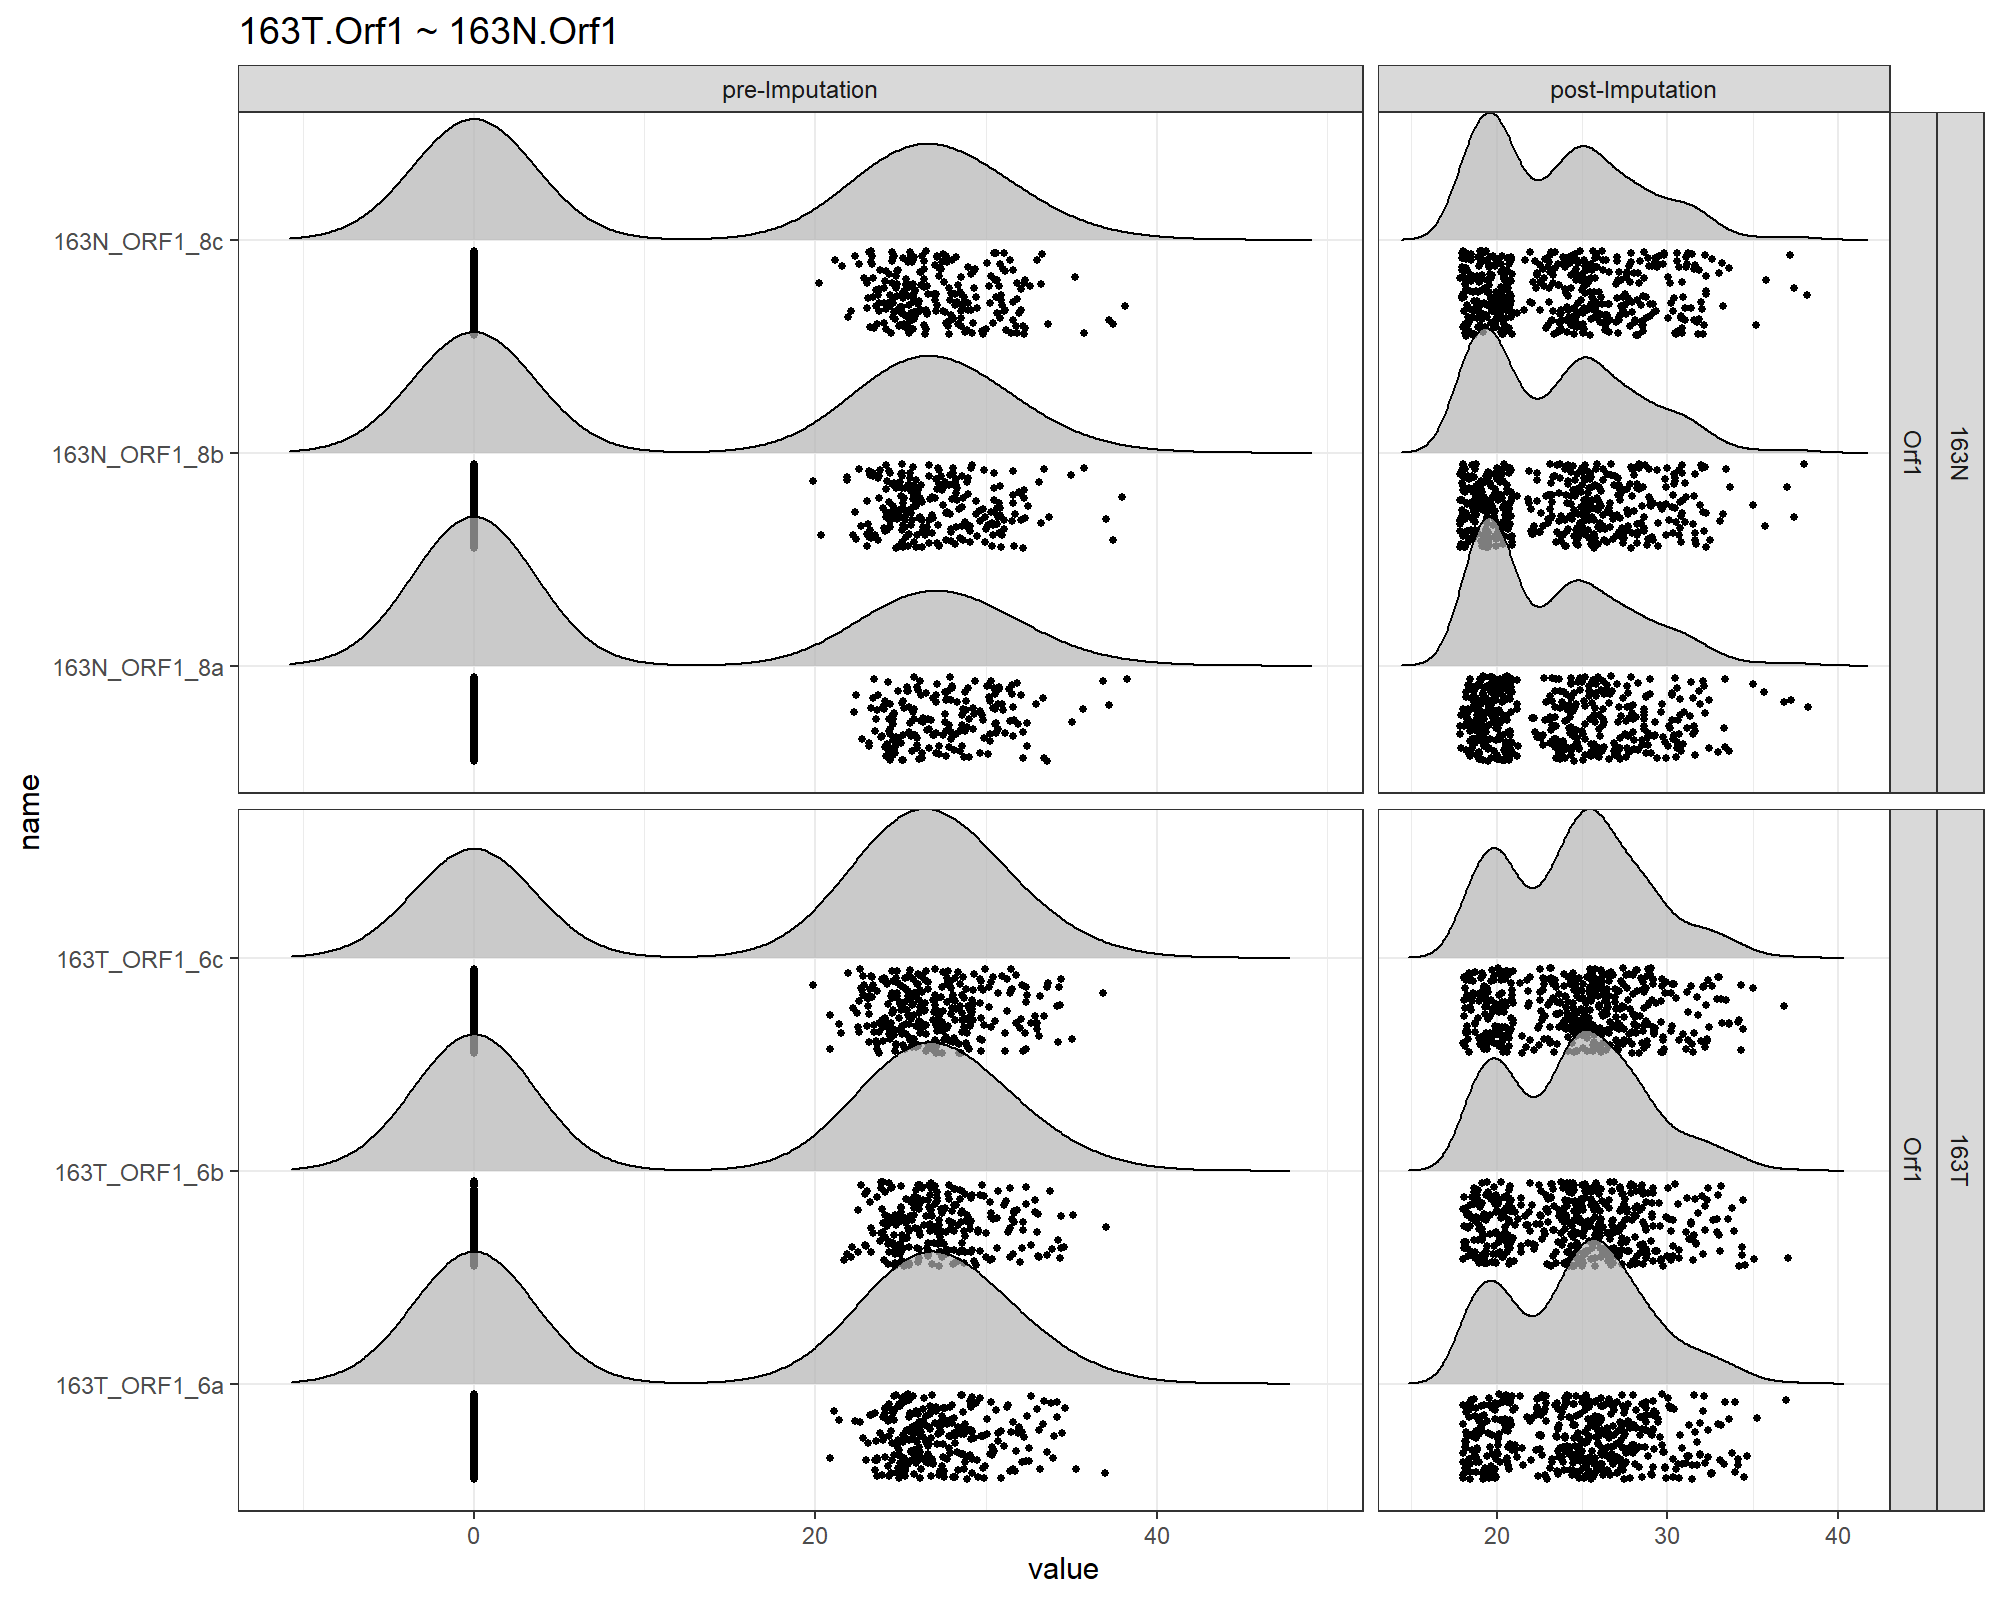 163T.Orf1 ~ 163N.Orf1
pre-Imputation
post-Imputation
163N_ORF1_8c
163N_ORF1_8b
163N_ORF1_8a
Orf1
163N
name
163T_ORF1_6c
163T_ORF1_6b
163T_ORF1_6a
Orf1
163T
0 20 40
20 30 40
value